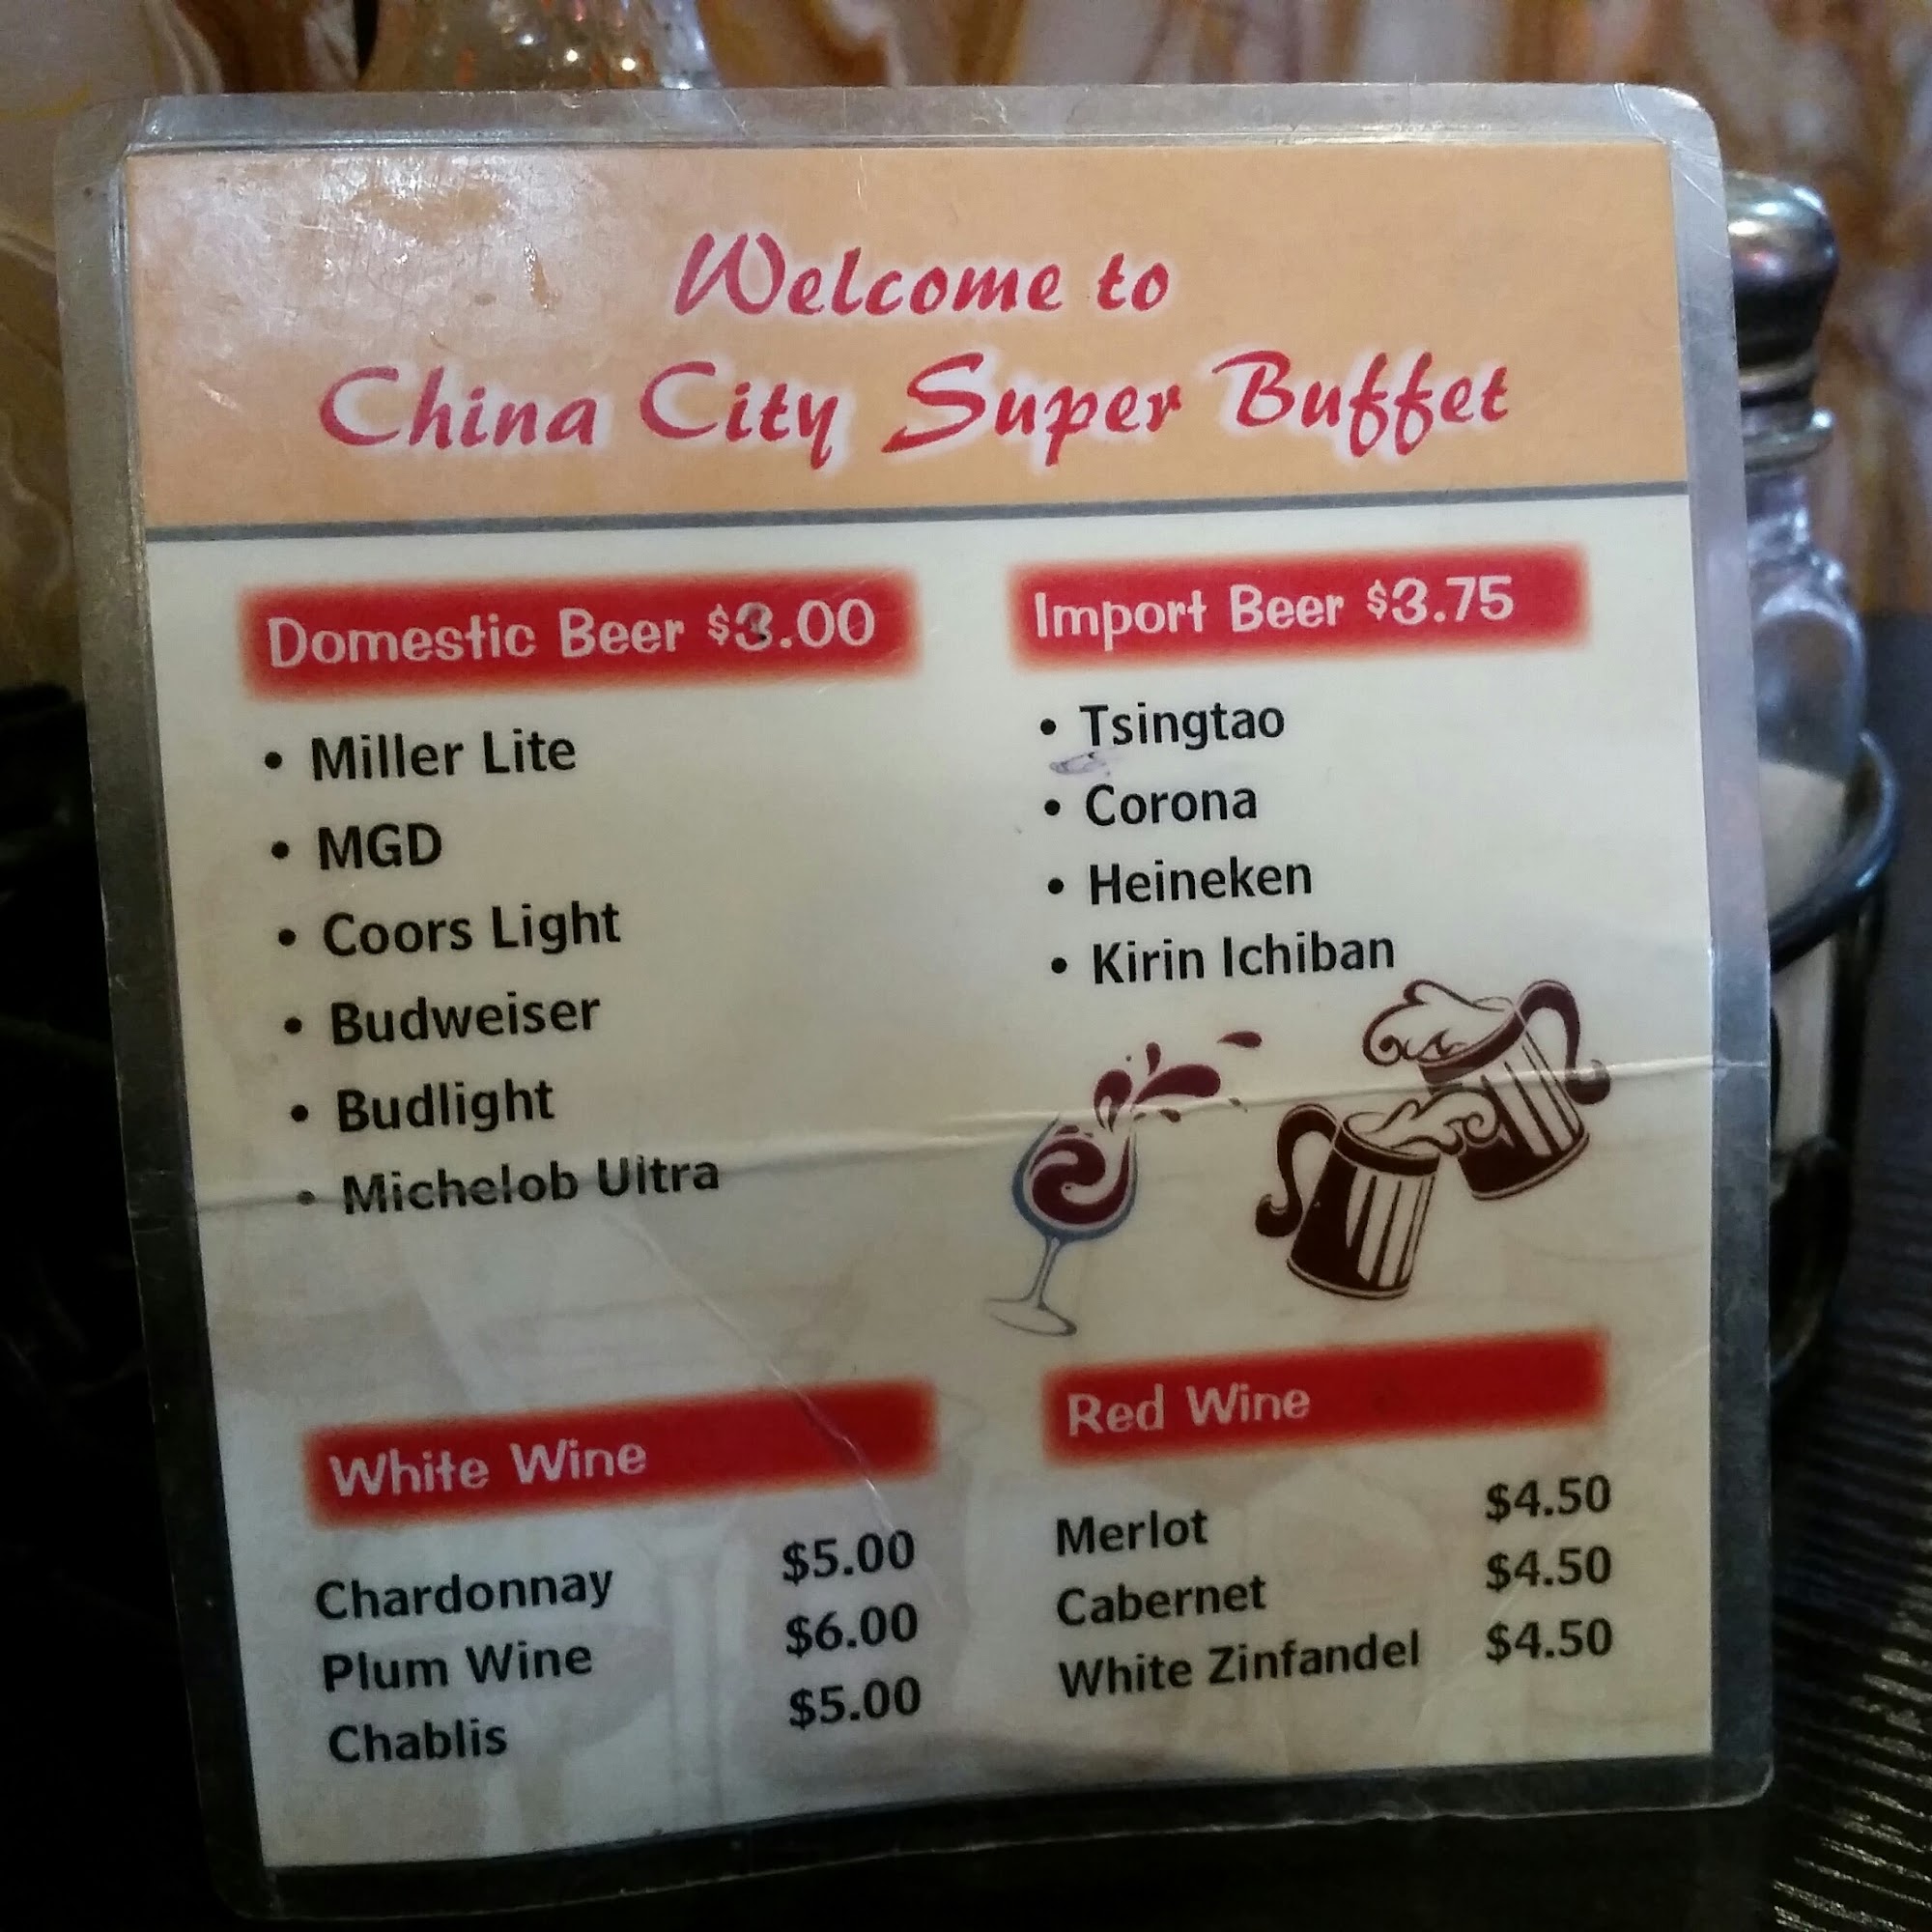 Welcome to
China City Super Buffet
Domestic Beer $3.00
• Miller Lite
• MGD
• Coors Light
• Budweiser
• Budlight
• Michelob Ultra
Import Beer $3.75
• Tsingtao
• Corona
• Heineken
• Kirin Ichiban
White Wine
Chardonnay $5.00
Plum Wine $6.00
Chablis $5.00
Red Wine
Merlot $4.50
Cabernet $4.50
White Zinfandel $4.50